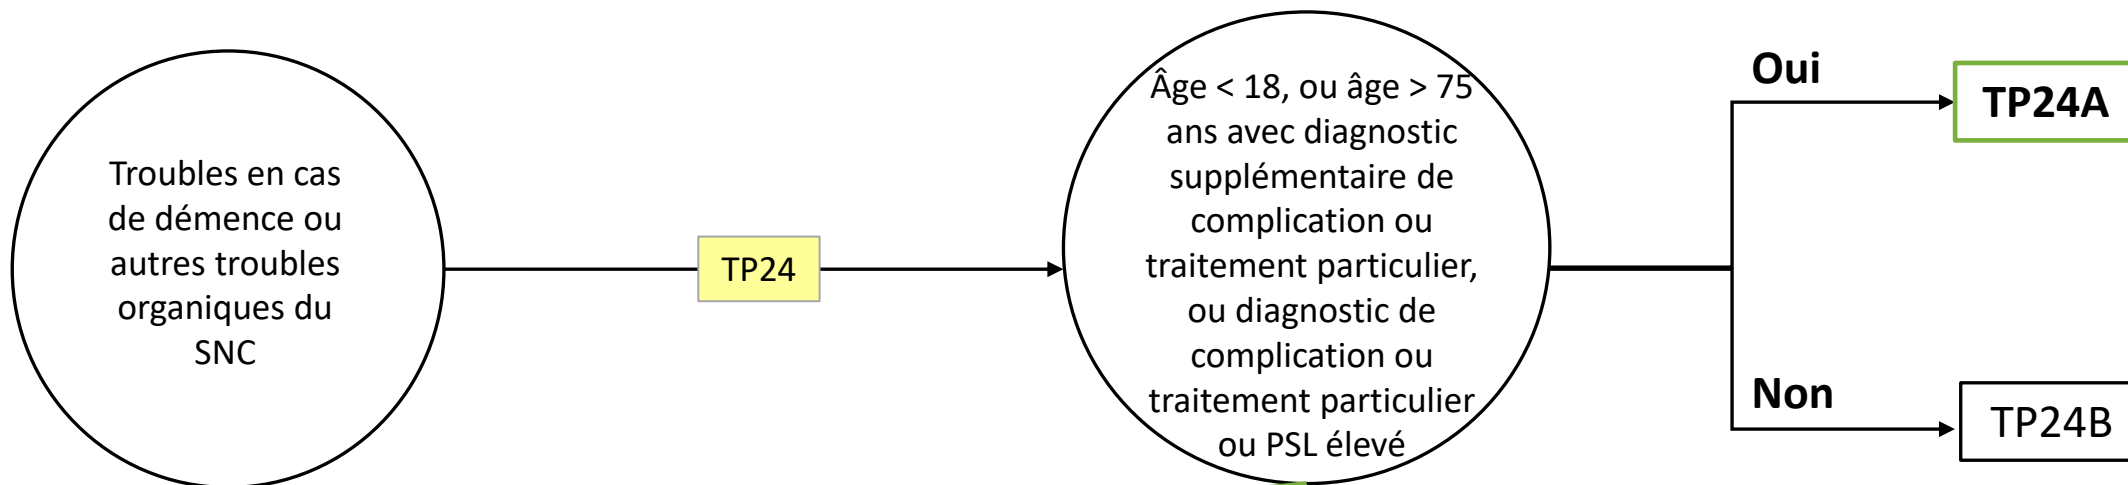 Troubles en cas
de démence ou
autres troubles
organiques du
SNC
TP24
Âge < 18, ou âge > 75
ans avec diagnostic
supplémentaire de
complication ou
traitement particulier,
ou diagnostic de
complication ou
traitement particulier
ou PSL élevé
Oui
TP24A
Non
TP24B